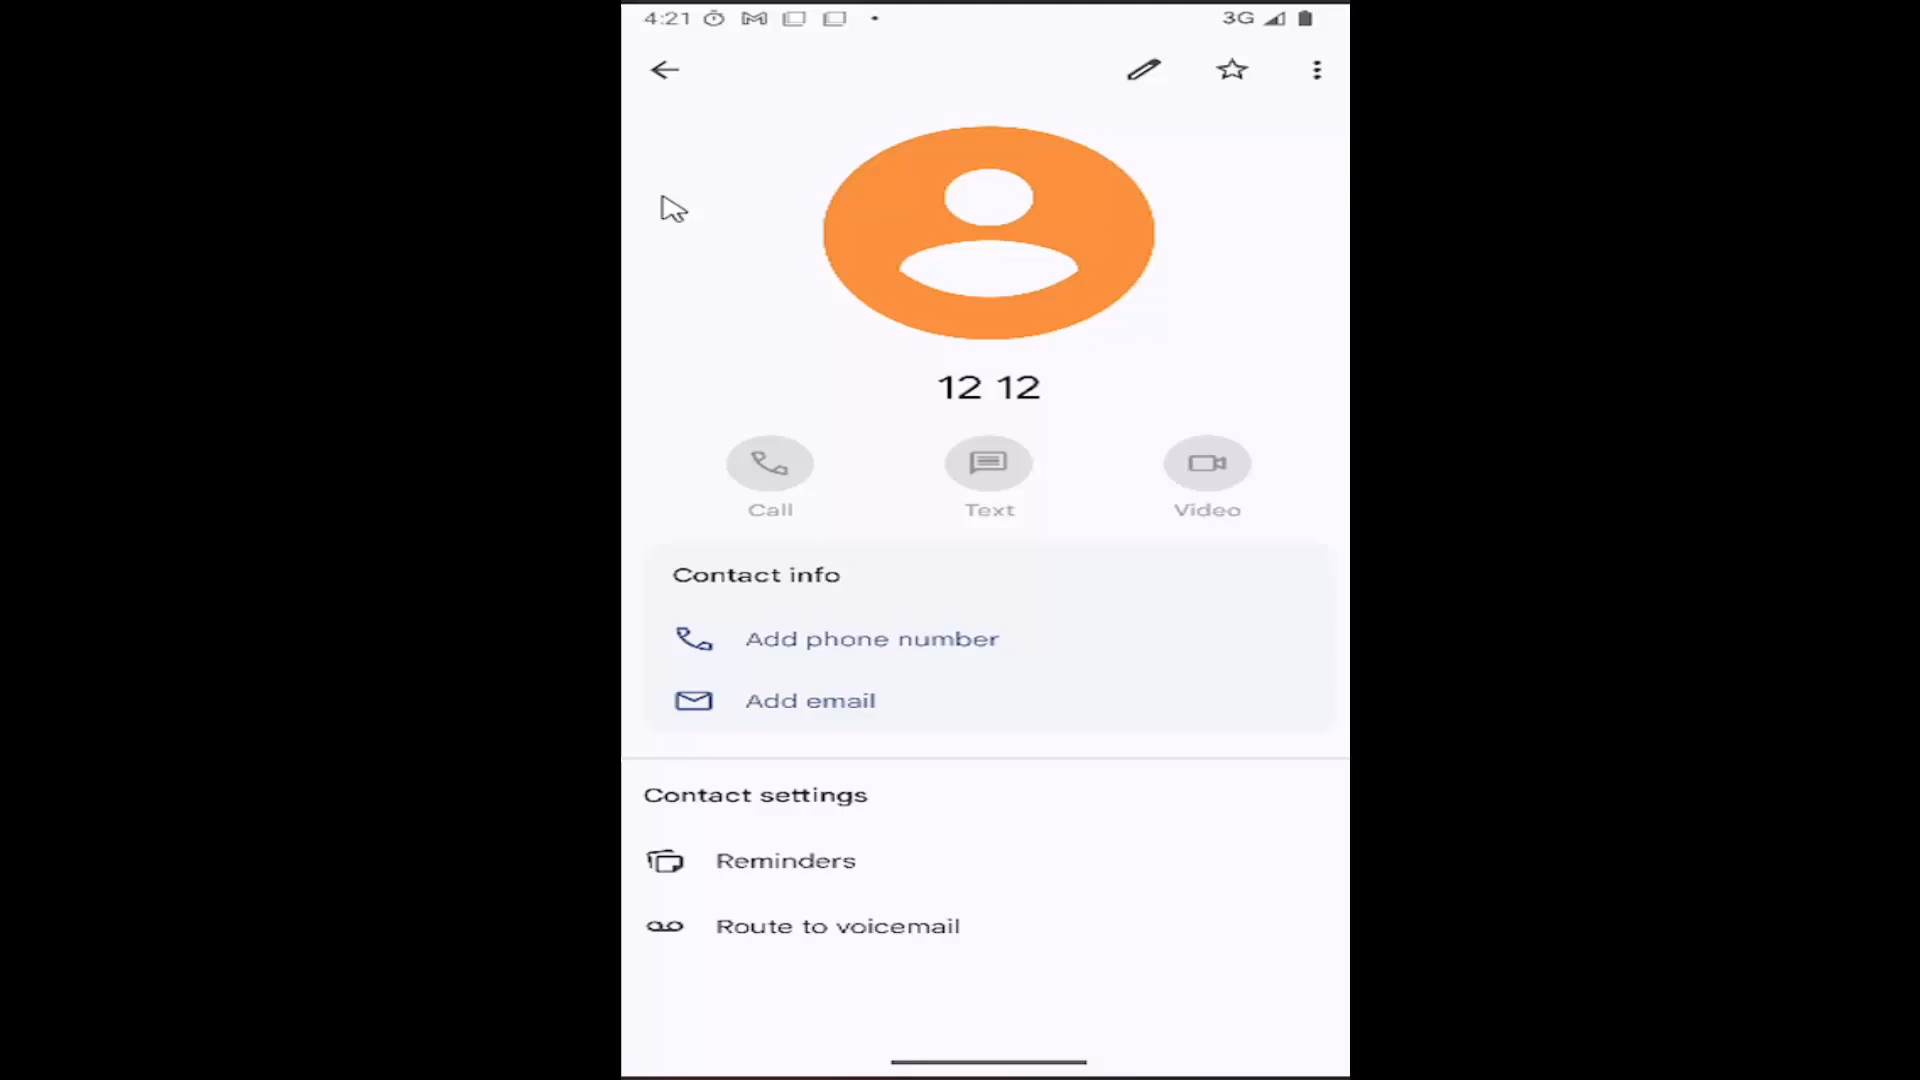 4:21 3G
12 12
Call Text Video
Contact info
Add phone number
Add email
Contact settings
Reminders
Route to voicemail